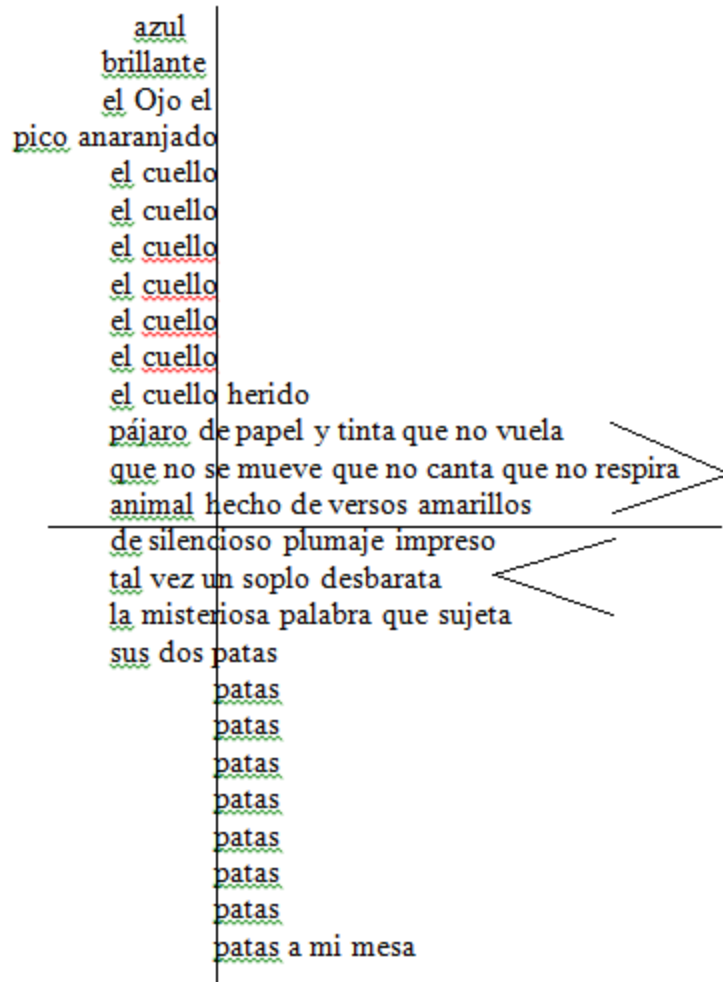 azul
brillante
el Ojo el
pico anaranjado
el cuello
el cuello
el cuello
el cuello
el cuello
el cuello
el cuello herido
pájaro de papel y tinta que no vuela
que no se mueve que no canta que no respira
animal hecho de versos amarillos
de silencioso plumaje impreso
tal vez un soplo desbarata
la misteriosa palabra que sujeta
sus dos patas
patas
patas
patas
patas
patas
patas
patas
patas a mi mesa